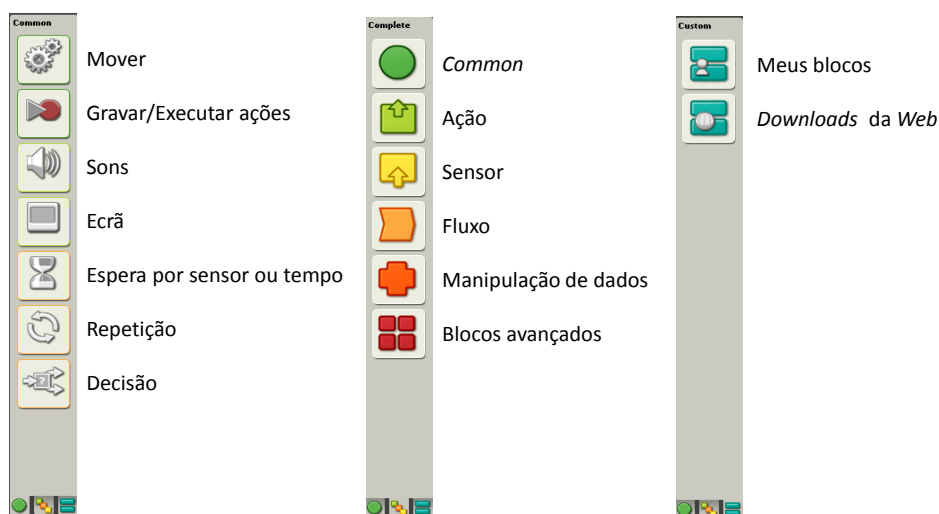 Common
Mover
Gravar/Executar ações
Sons
Ecrã
Espera por sensor ou tempo
Repetição
Decisão
Complete
Common
Ação
Sensor
Fluxo
Manipulação de dados
Blocos avançados
Custom
Meus blocos
Downloads da Web